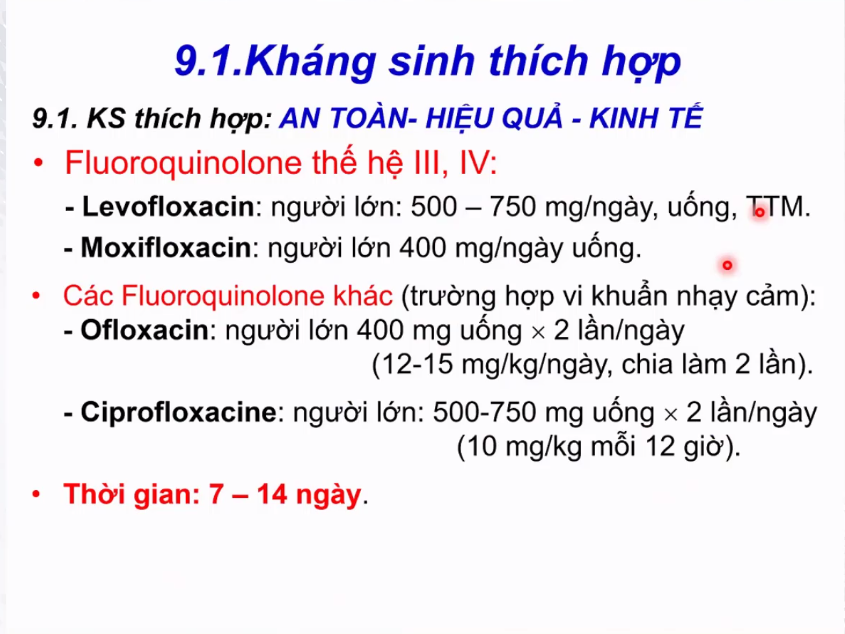 9.1.Kháng sinh thích hợp
9.1. KS thích hợp: AN TOÀN- HIỆU QUẢ - KINH TẾ
• Fluoroquinolone thế hệ III, IV:
- Levofloxacin: người lớn: 500 – 750 mg/ngày, uống, TTM.
- Moxifloxacin: người lớn 400 mg/ngày uống.
• Các Fluoroquinolone khác (trường hợp vi khuẩn nhạy cảm):
- Ofloxacin: người lớn 400 mg uống × 2 lần/ngày
(12-15 mg/kg/ngày, chia làm 2 lần).
- Ciprofloxacine: người lớn: 500-750 mg uống × 2 lần/ngày
(10 mg/kg mỗi 12 giờ).
• Thời gian: 7 – 14 ngày.